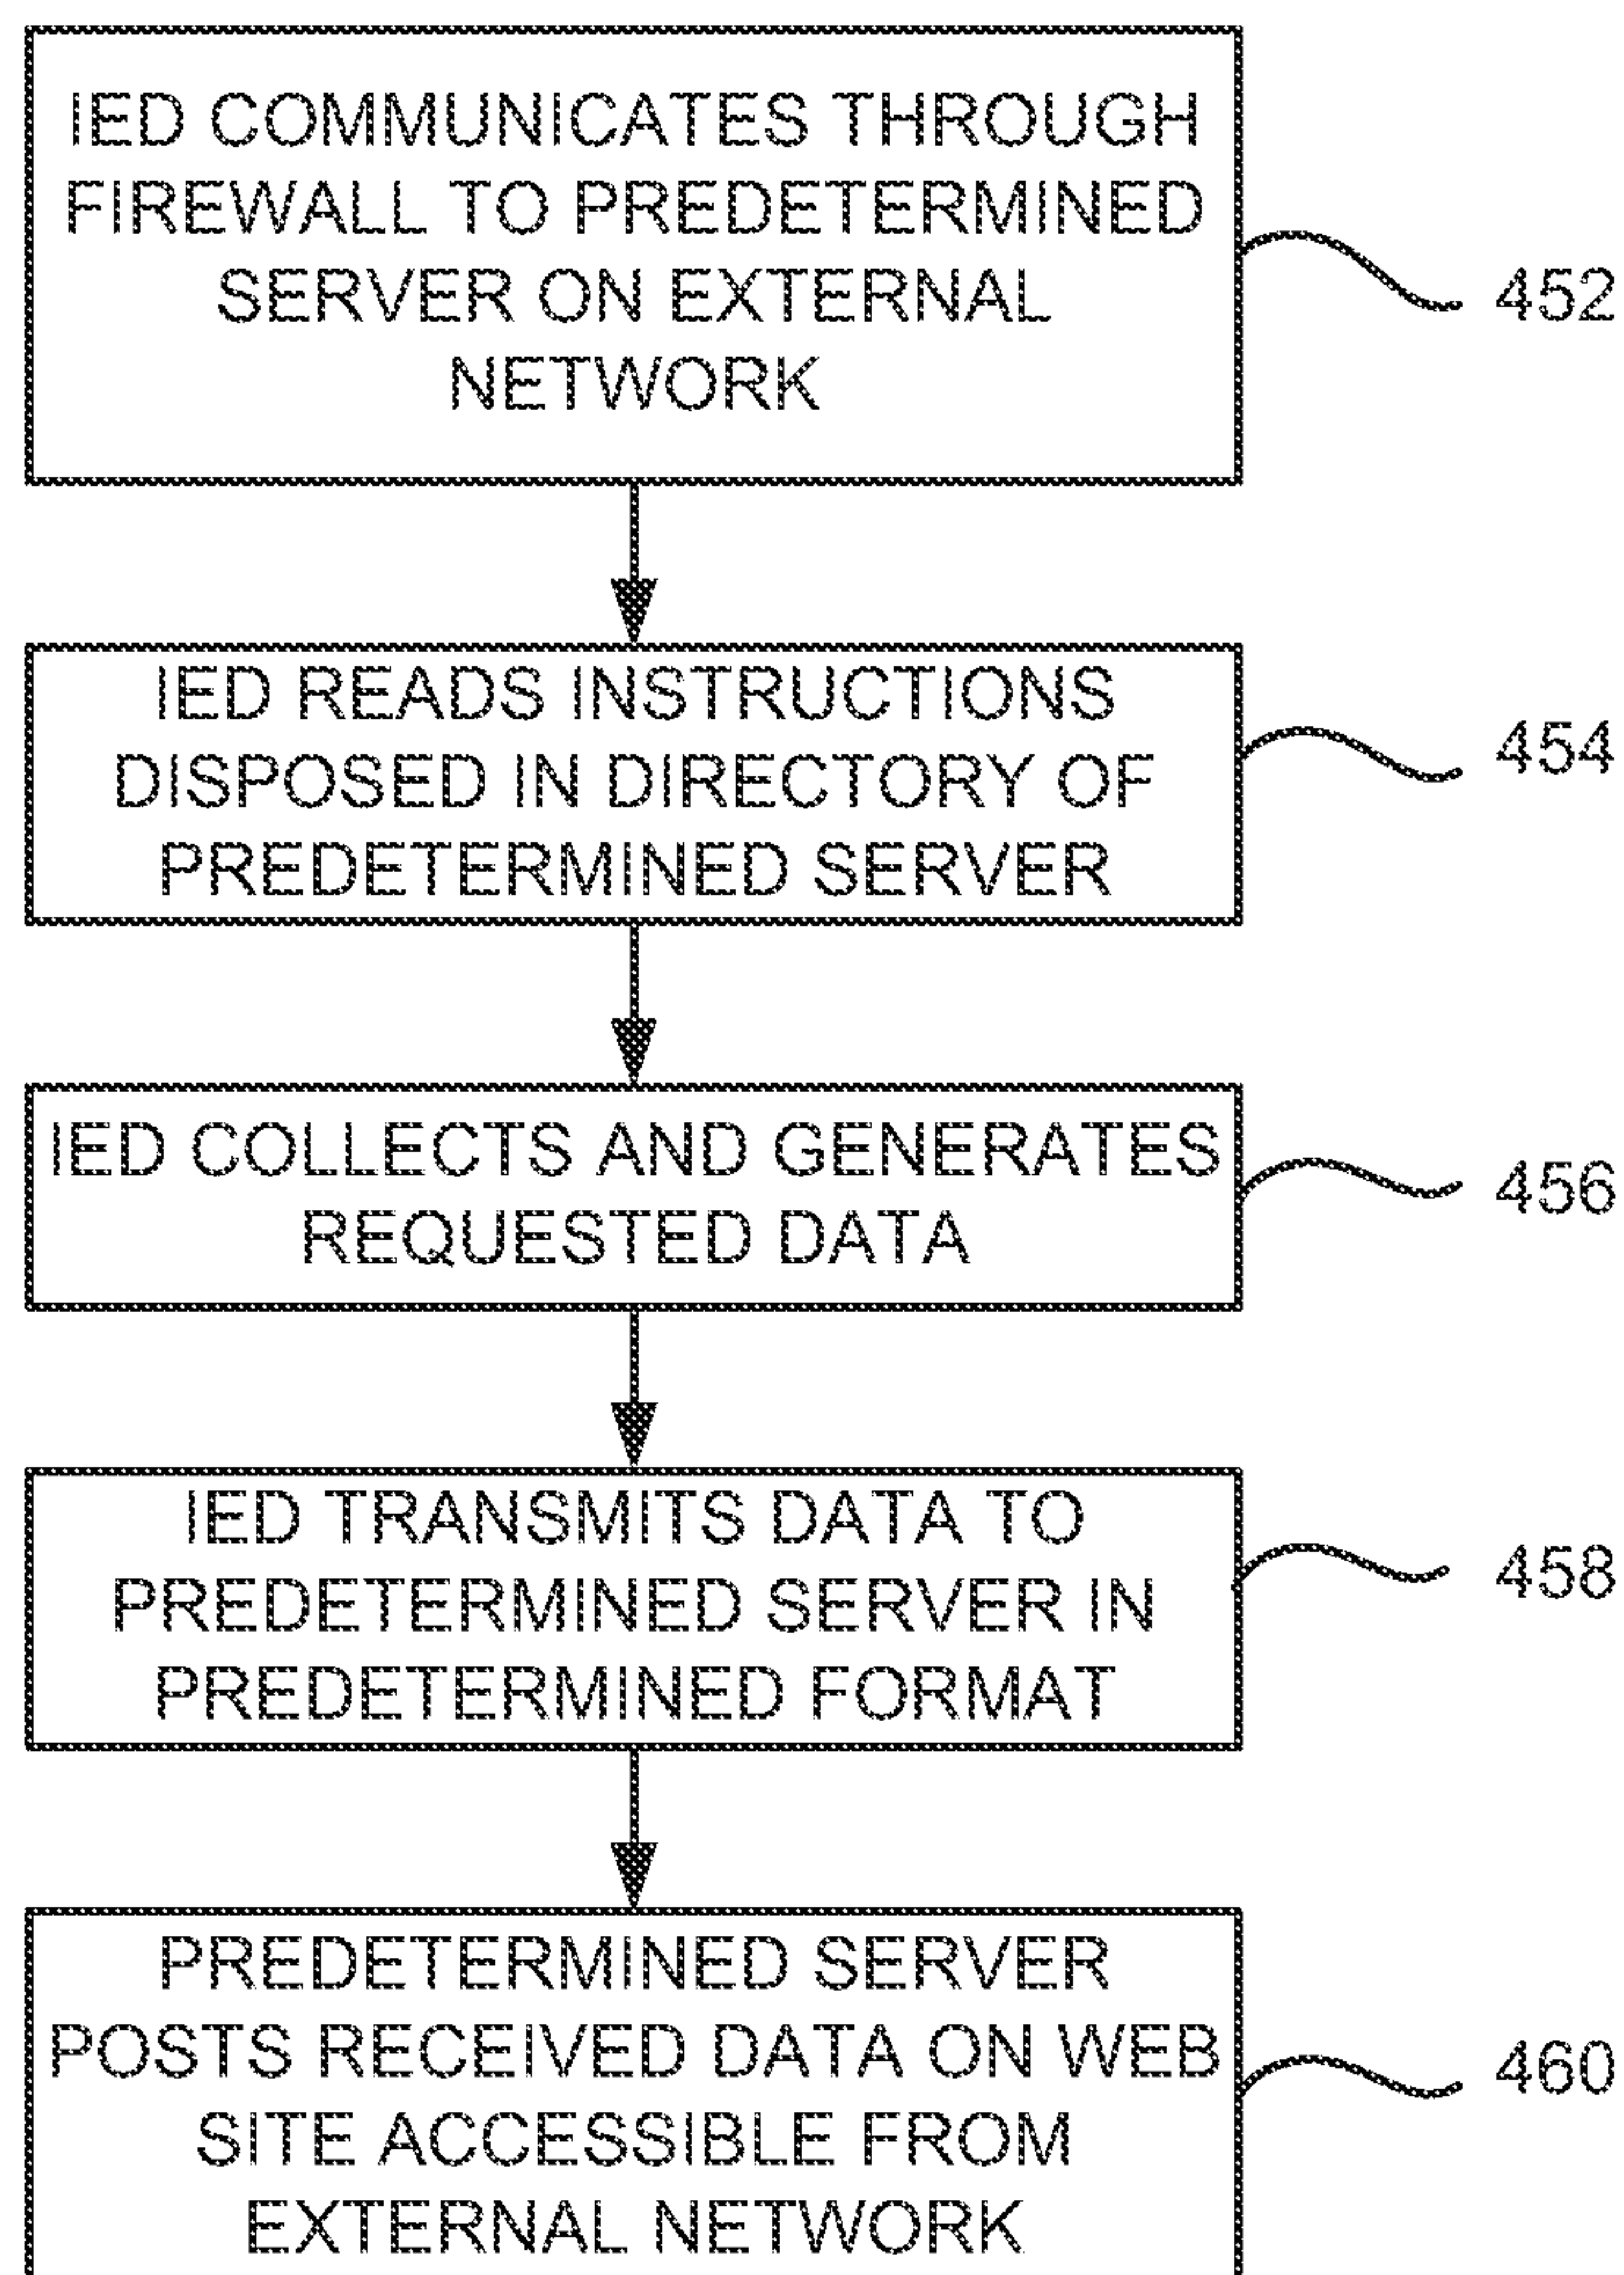 IED COMMUNICATES THROUGH
FIREWALL TO PREDETERMINED
SERVER ON EXTERNAL
NETWORK
452
IED READS INSTRUCTIONS
DISPOSED IN DIRECTORY OF
PREDETERMINED SERVER
454
IED COLLECTS AND GENERATES
REQUESTED DATA
456
IED TRANSMITS DATA TO
PREDETERMINED SERVER IN
PREDETERMINED FORMAT
458
PREDETERMINED SERVER
POSTS RECEIVED DATA ON WEB
SITE ACCESSIBLE FROM
EXTERNAL NETWORK
460